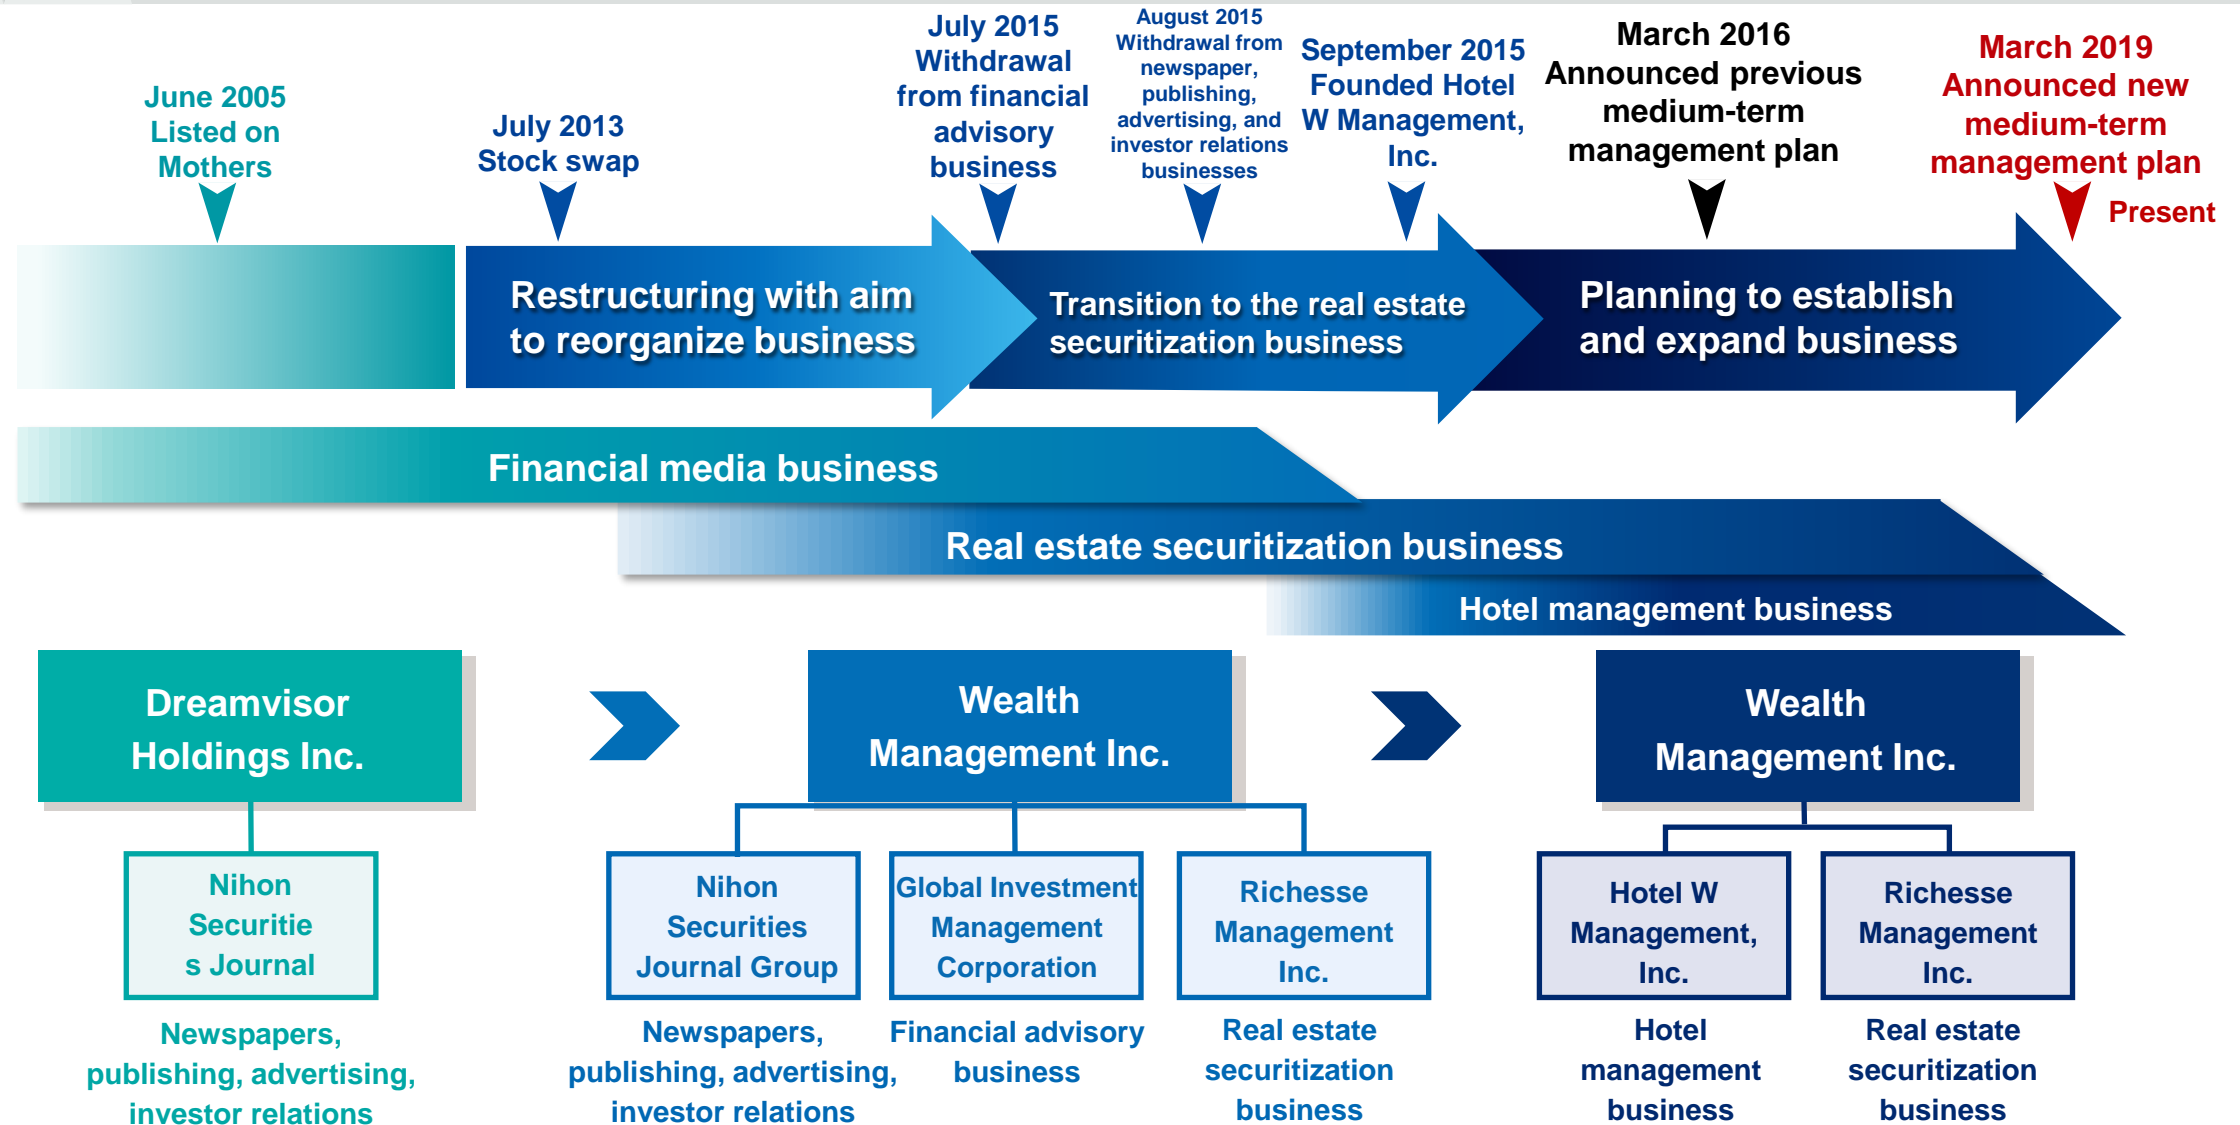 June 2005
Listed on
Mothers
July 2013
Stock swap
July 2015
Withdrawal
from financial
advisory
business
August 2015
Withdrawal from
newspaper,
publishing,
advertising, and
investor relations
businesses
September 2015
Founded Hotel
W Management,
Inc.
March 2016
Announced previous
medium-term
management plan
March 2019
Announced new
medium-term
management plan
Present
Restructuring with aim
to reorganize business
Transition to the real estate
securitization business
Planning to establish
and expand business
Financial media business
Real estate securitization business
Hotel management business
Dreamvisor
Holdings Inc.
Wealth
Management Inc.
Wealth
Management Inc.
Nihon
Securitie
s Journal
Nihon
Securities
Journal Group
Global Investment
Management
Corporation
Richesse
Management
Inc.
Hotel W
Management,
Inc.
Richesse
Management
Inc.
Newspapers,
publishing, advertising,
investor relations
Newspapers,
publishing, advertising,
investor relations
Financial advisory
business
Real estate
securitization
business
Hotel
management
business
Real estate
securitization
business